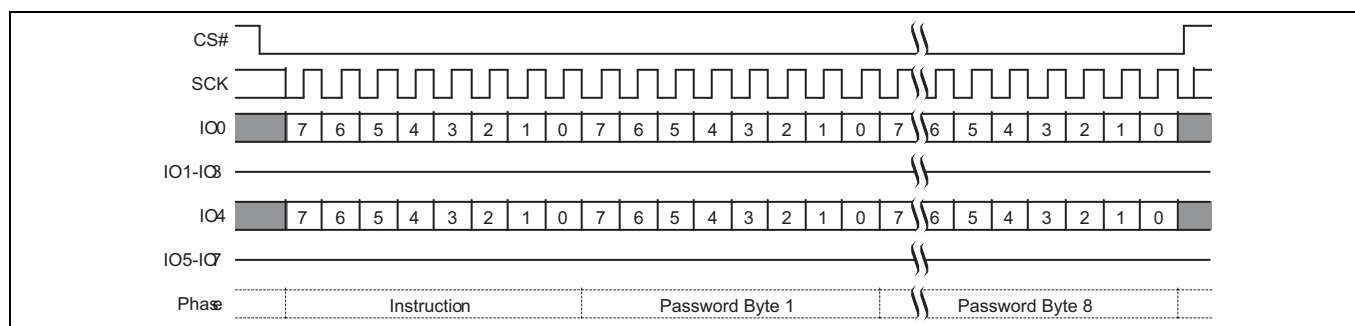 CS#
SCK
IO0 7 6 5 4 3 2 1 0 7 6 5 4 3 2 1 0 7 6 5 4 3 2 1 0
IO1-IO3
IO4 7 6 5 4 3 2 1 0 7 6 5 4 3 2 1 0 7 6 5 4 3 2 1 0
IO5-IO7
Phase Instruction Password Byte 1 Password Byte 8